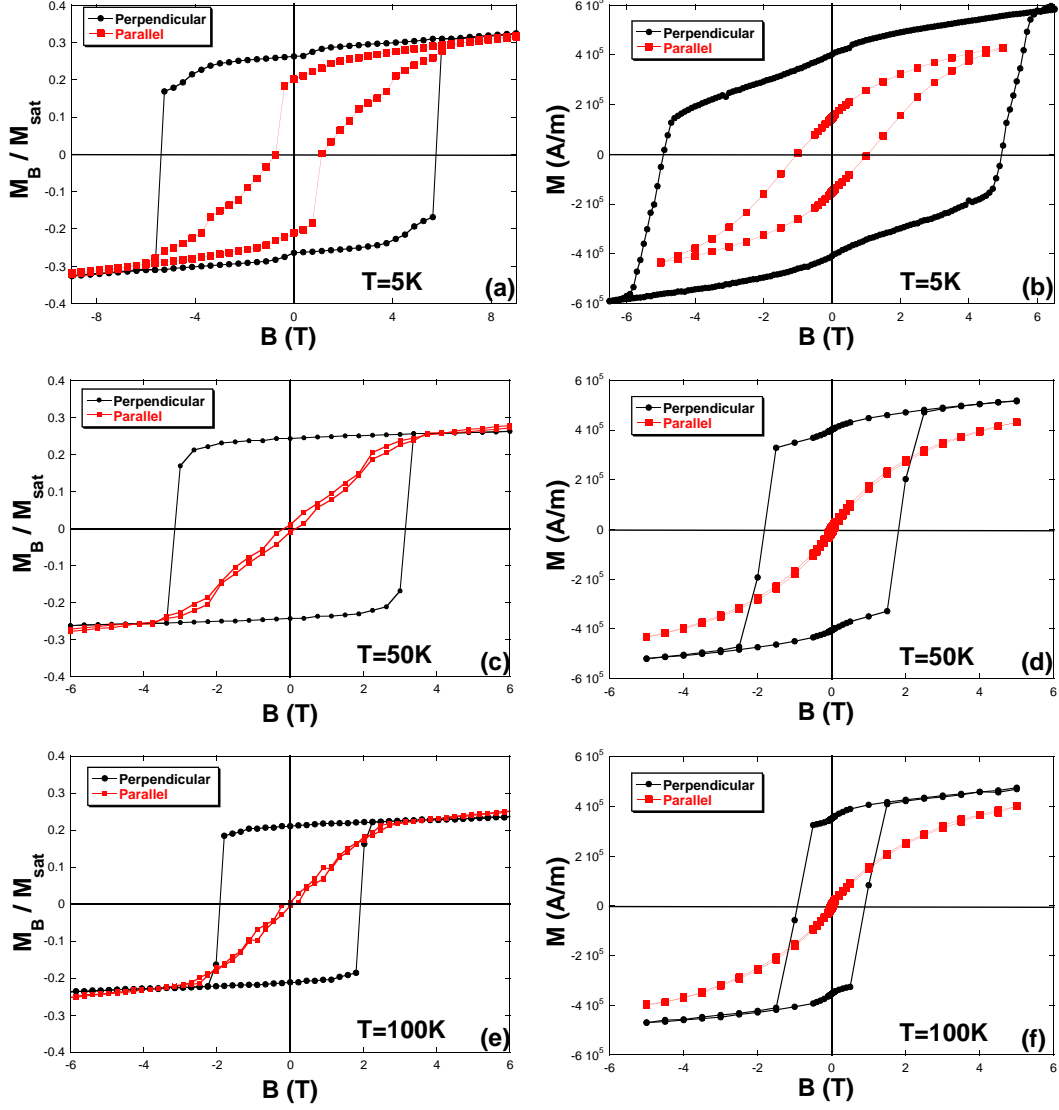 0.4
0.3
0.2
0.1
0
-0.1
-0.2
-0.3
-0.4
M_B / M_sat
Perpendicular
Parallel
T=5K
(a)
-8 -4 0 4 8
B (T)
6 10^5
4 10^5
2 10^5
0
-2 10^5
-4 10^5
-6 10^5
M (A/m)
Perpendicular
Parallel
T=5K
(b)
-6 -4 -2 0 2 4 6
B (T)
0.4
0.3
0.2
0.1
0
-0.1
-0.2
-0.3
-0.4
M_B / M_sat
Perpendicular
Parallel
T=50K
(c)
-6 -4 -2 0 2 4 6
B (T)
6 10^5
4 10^5
2 10^5
0
-2 10^5
-4 10^5
-6 10^5
M (A/m)
Perpendicular
Parallel
T=50K
(d)
-6 -4 -2 0 2 4 6
B (T)
0.4
0.3
0.2
0.1
0
-0.1
-0.2
-0.3
-0.4
M_B / M_sat
Perpendicular
Parallel
T=100K
(e)
-6 -4 -2 0 2 4 6
B (T)
6 10^5
4 10^5
2 10^5
0
-2 10^5
-4 10^5
-6 10^5
M (A/m)
Perpendicular
Parallel
T=100K
(f)
-6 -4 -2 0 2 4 6
B (T)